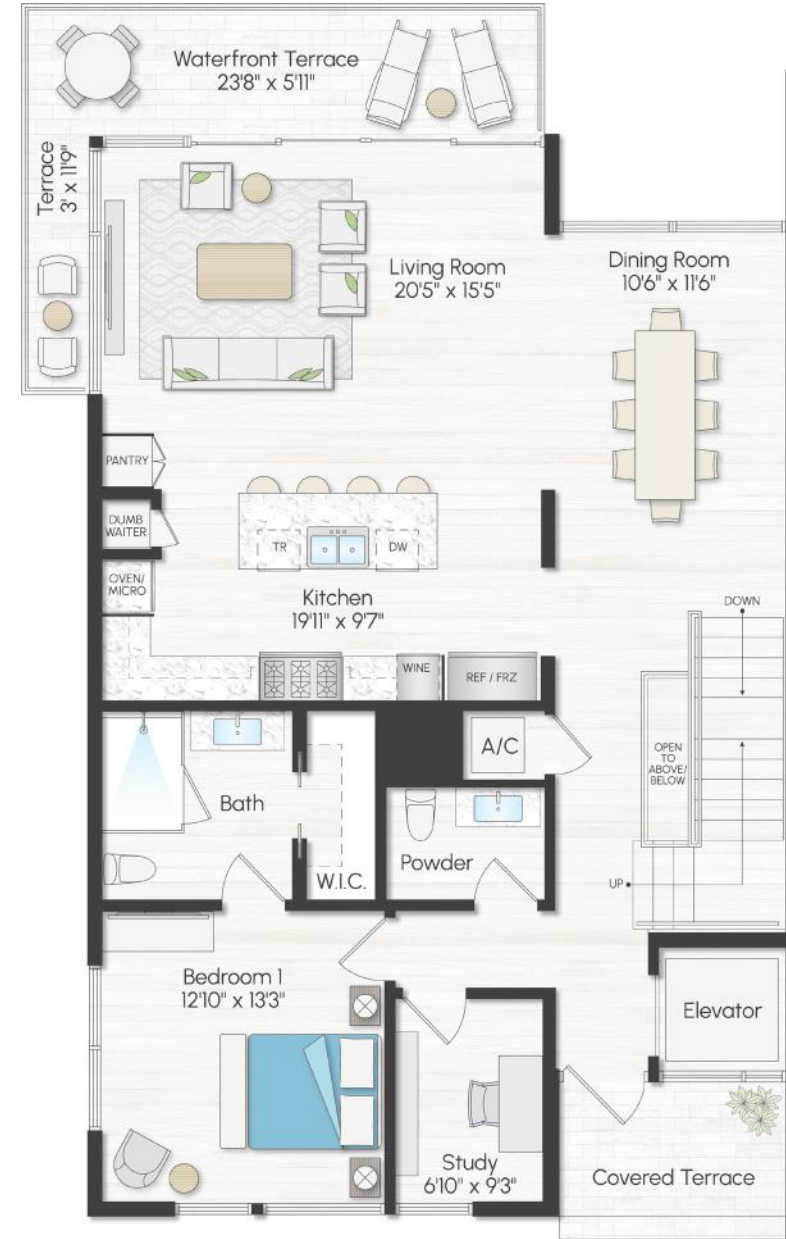 Waterfront Terrace
23'8" x 5'11"
Terrace
3' x 11'9"
Living Room
20'5" x 15'5"
Dining Room
10'6" x 11'6"
PANTRY
DUMB
WAITER
OVEN/
MICRO
TR
DW
Kitchen
19'11" x 9'7"
WINE
REF / FRZ
DOWN
OPEN
TO
ABOVE/
BELOW
UP
A/C
Bath
W.I.C.
Powder
Bedroom 1
12'10" x 13'3"
Elevator
Study
6'10" x 9'3"
Covered Terrace